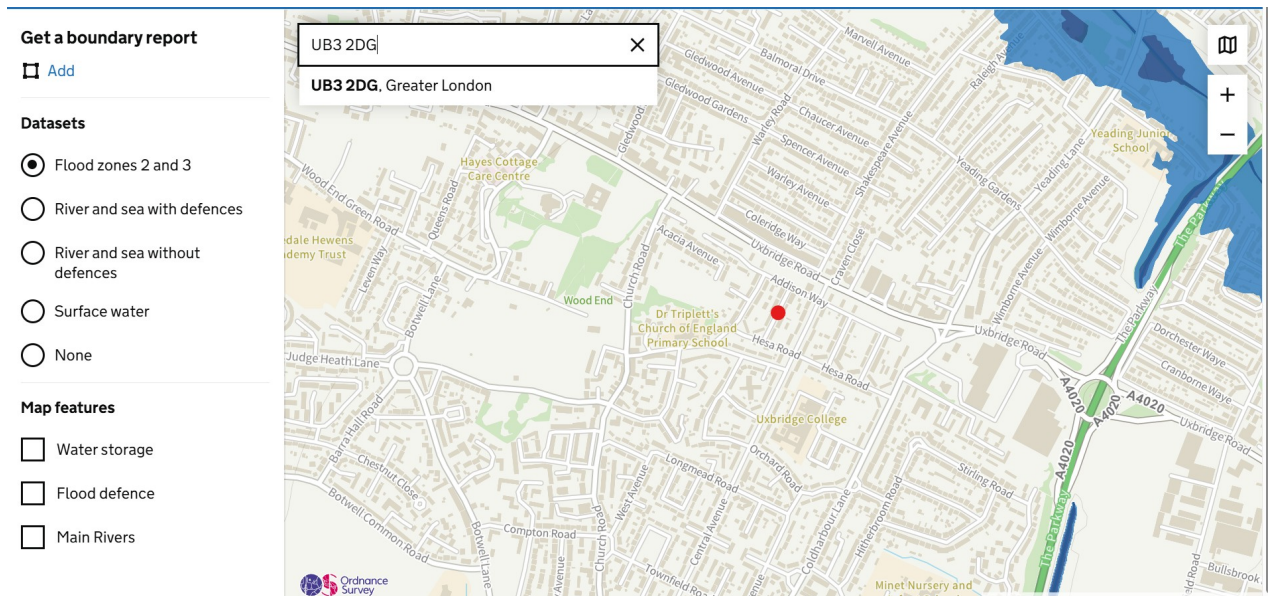 Get a boundary report
Add
Datasets
Flood zones 2 and 3
River and sea with defences
River and sea without
defences
Surface water
None
Map features
Water storage
Flood defence
Main Rivers
UB3 2DG
UB3 2DG, Greater London
Marvell Avenue
Balmoral Drive
Gledwood Avenue
Gledwood Gardens
Chaucer Avenue
Spencer Avenue
Warley Road
Warley Avenue
Shakespeare Avenue
Raleigh Av
Yeading Junior
School
Yeading Lane
Yeading Gardens
Wimborne Avenue
Wimborne Avenue
The Parkway
Gledwood
Hayes Cottage
Care Centre
Wood End Green Road
Queens Road
dale Hewens
demy Trust
Leven Way
Botwell Lane
Church Road
Acacia Avenue
Coleridge Way
Uxbridge Road
Craven Close
Addison Way
Wood End
Dr Triplett's
Church of England
Primary School
Hesa Road
Hesa Road
Uxbridge Road
The Parkway
Dorchester Waye
Cranborne Waye
Judge Heath Lane
A4020
A4020
A4020
Uxbridge Road
Barra Hall Road
Uxbridge College
Chestnut Close
Botwell Common Road
Longmead Road
Orchard Road
Stirling Road
A4020
West Avenue
Central Avenue
Coldharbour Lane
Hitherbroom Road
The Parkway
Compton Road
Botwell Lane
Church Road
Avenue
Townfield Ro
Minet Nursery and
Bullsbrook
eld Road
Ordnance
Survey